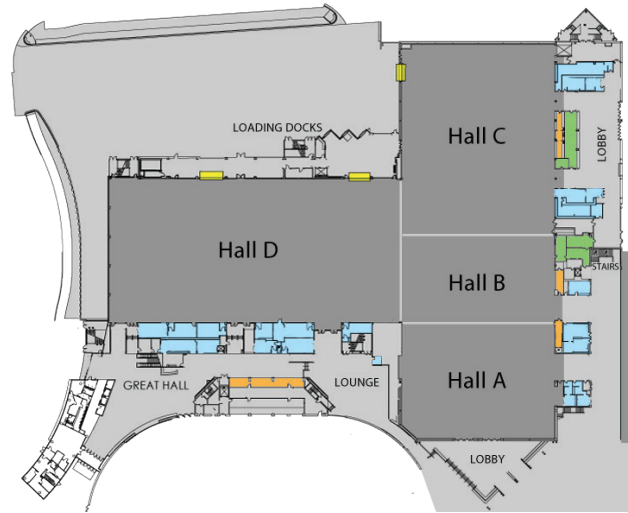 LOADING DOCKS
Hall C
LOBBY
Hall D
STAIRS
Hall B
GREAT HALL
LOUNGE
Hall A
LOBBY